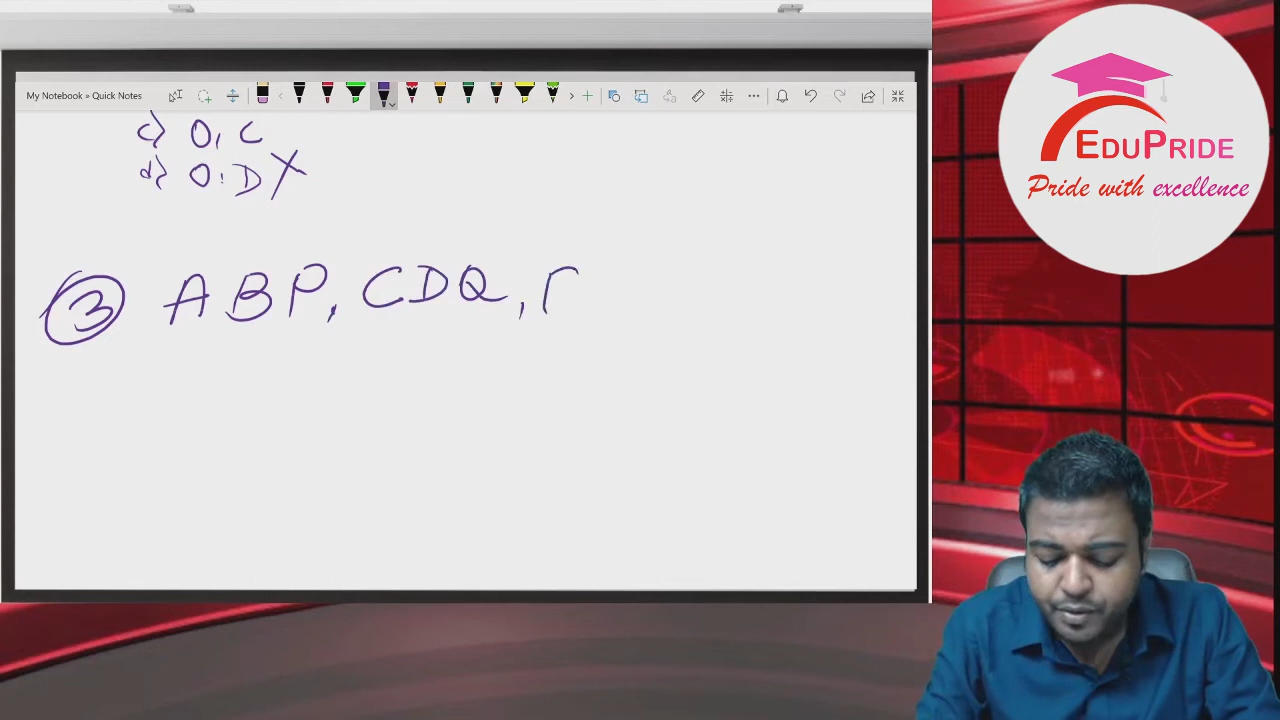 My Notebook » Quick Notes
c) O, C
d) O, D X
3 ABP, CDQ,
EDUPRIDE
Pride with excellence